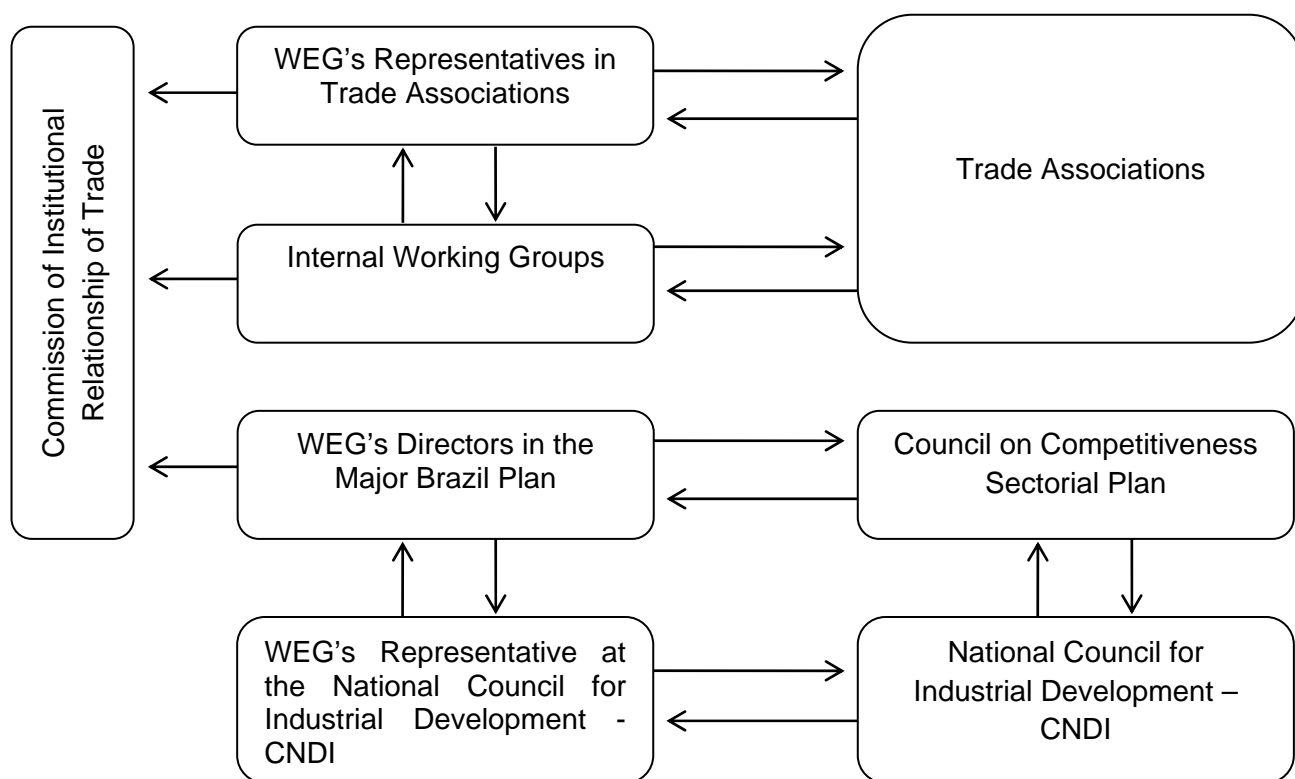 Commission of Institutional
Relationship of Trade
WEG’s Representatives in
Trade Associations
Trade Associations
Internal Working Groups
WEG’s Directors in the
Major Brazil Plan
Council on Competitiveness
Sectorial Plan
WEG’s Representative at
the National Council for
Industrial Development -
CNDI
National Council for
Industrial Development –
CNDI